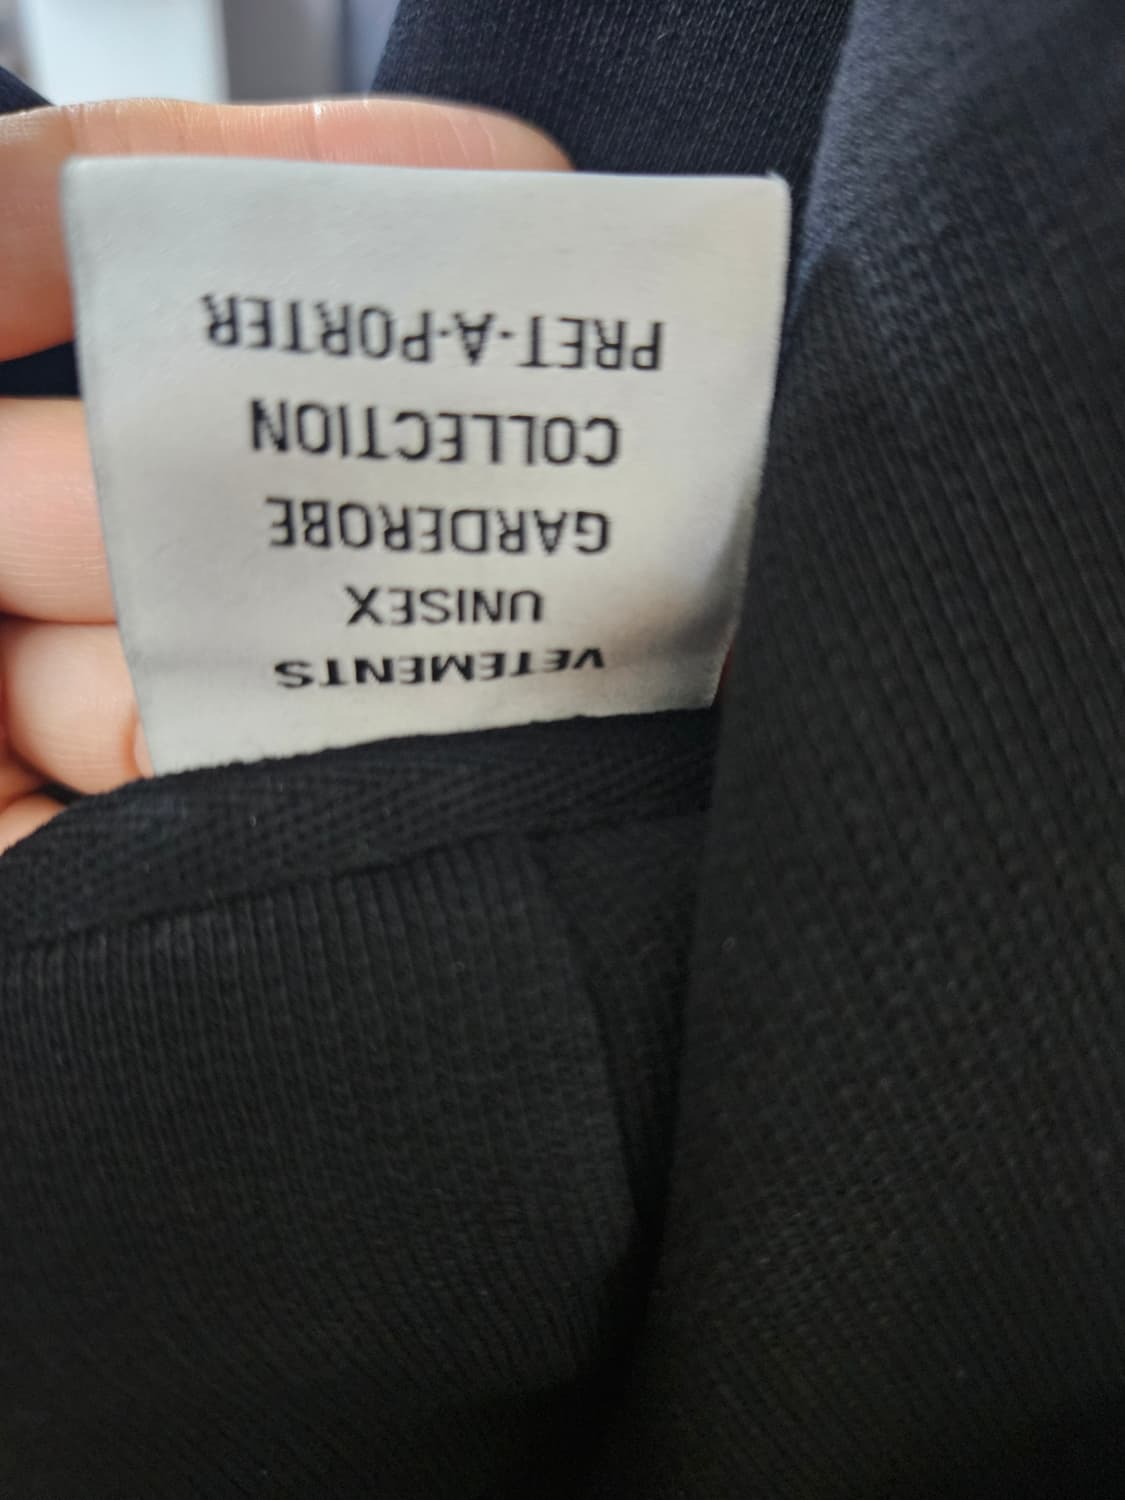 VETEMENTS
UNISEX
GARDEROBE
COLLECTION
PRET-A-PORTER